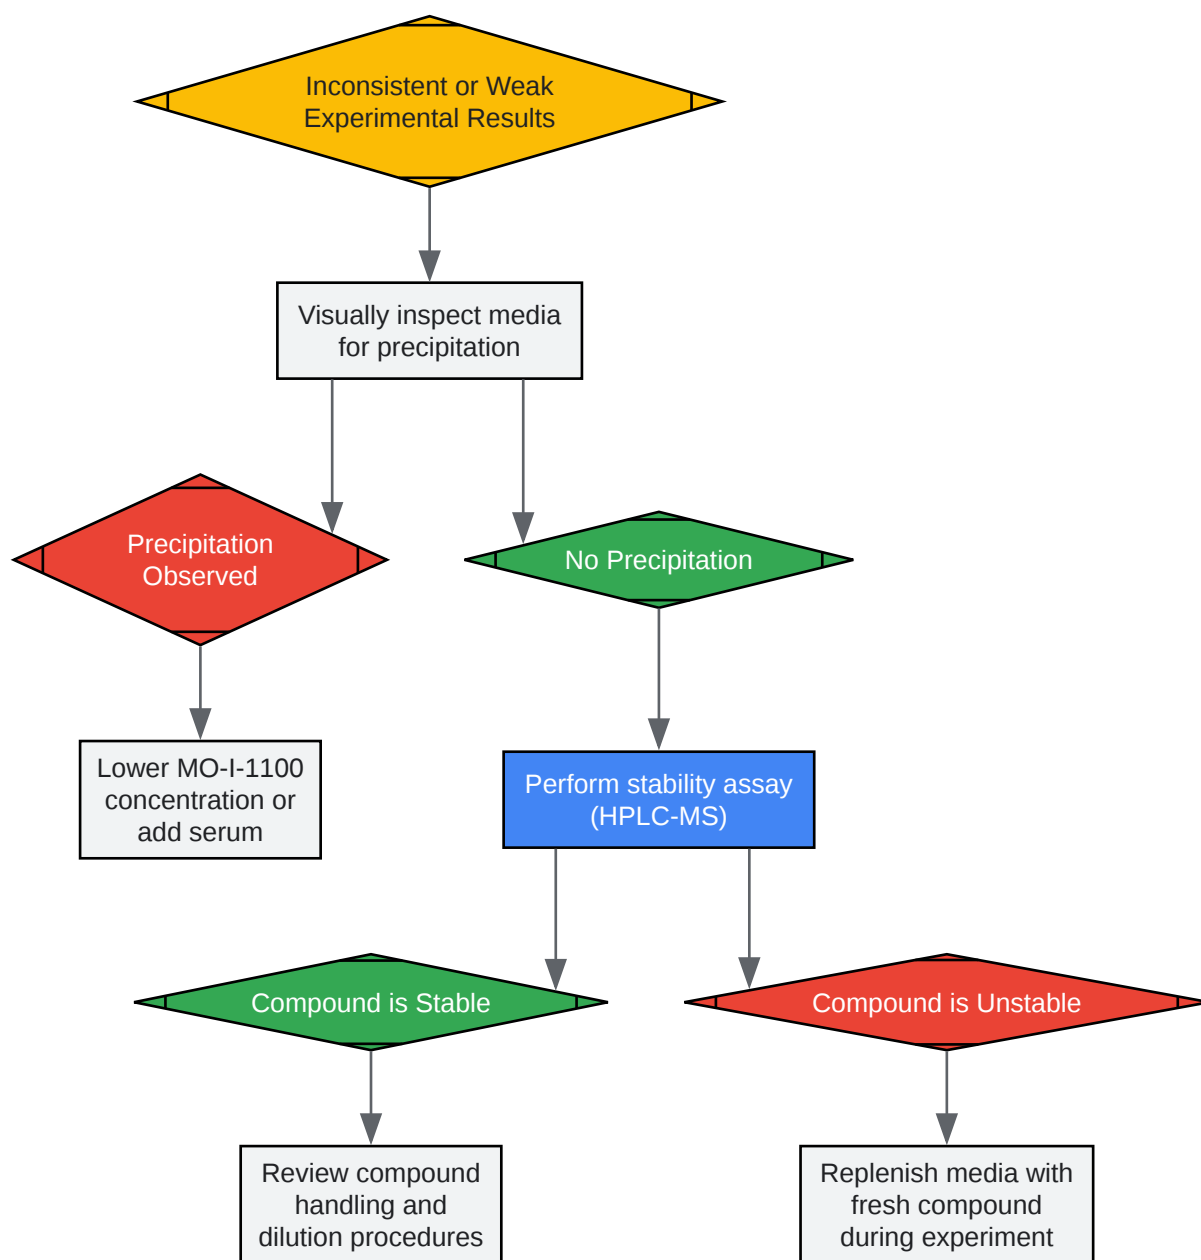 Inconsistent or Weak
Experimental Results
Visually inspect media
for precipitation
Precipitation
Observed
No Precipitation
Lower MO-I-1100
concentration or
add serum
Perform stability assay
(HPLC-MS)
Compound is Stable
Compound is Unstable
Review compound
handling and
dilution procedures
Replenish media with
fresh compound
during experiment